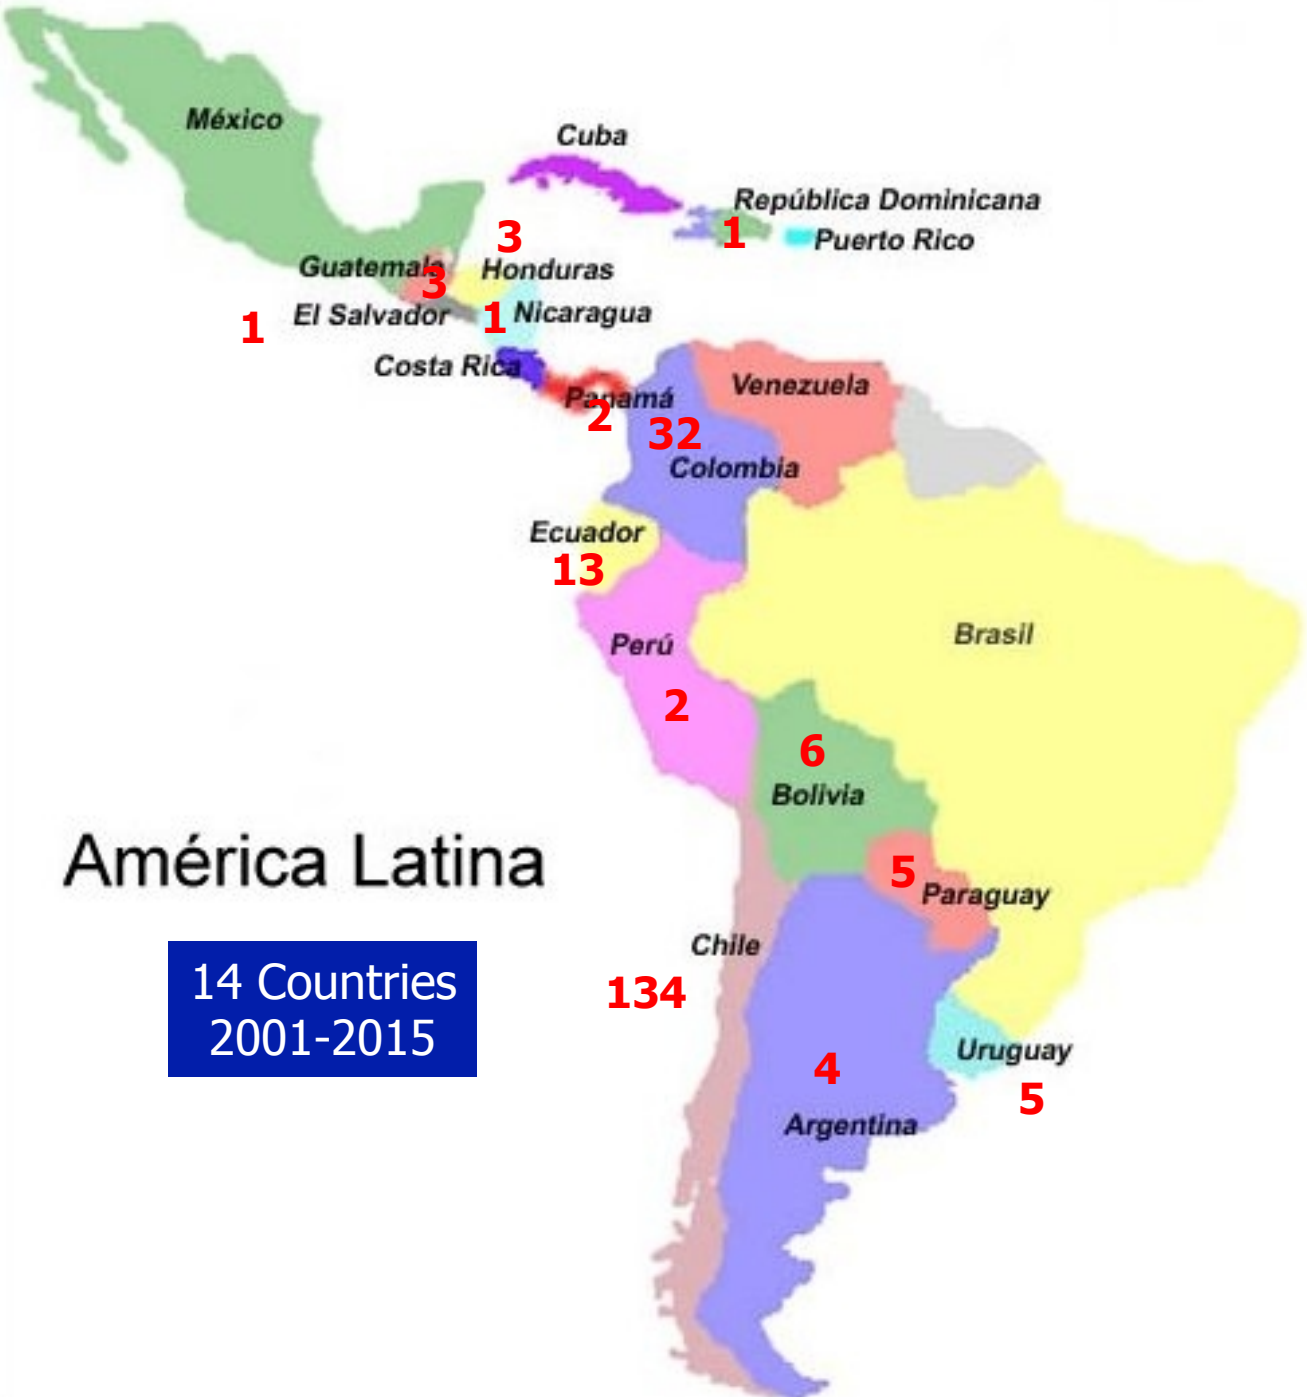 México
Cuba
República Dominicana
1
Puerto Rico
3
Guatemala
3
Honduras
1
El Salvador
1
Nicaragua
Costa Rica
Panamá
2
Venezuela
32
Colombia
Ecuador
13
Brasil
Perú
2
6
Bolivia
América Latina
5
Paraguay
Chile
134
14 Countries
2001-2015
Uruguay
5
4
Argentina